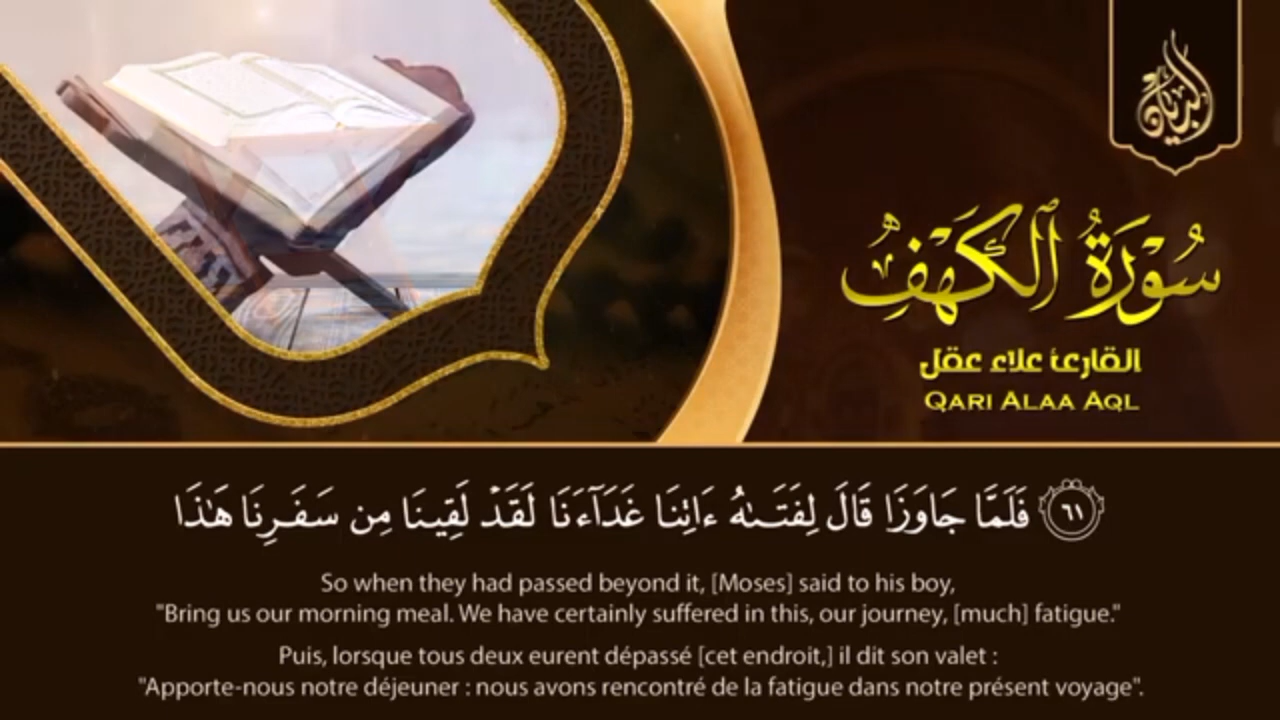 البريان
سُوْرَةُ ٱلْكَهْفِ
القارئ علاء عقل
QARI ALAA AQL
٦١ فَلَمَّا جَاوَزَا قَالَ لِفَتَىٰهُ ءَاتِنَا غَدَآءَنَا لَقَدْ لَقِينَا مِن سَفَرِنَا هَٰذَا
So when they had passed beyond it, [Moses] said to his boy,
"Bring us our morning meal. We have certainly suffered in this, our journey, [much] fatigue."
Puis, lorsque tous deux eurent dépassé [cet endroit,] il dit son valet :
"Apporte-nous notre déjeuner : nous avons rencontré de la fatigue dans notre présent voyage".